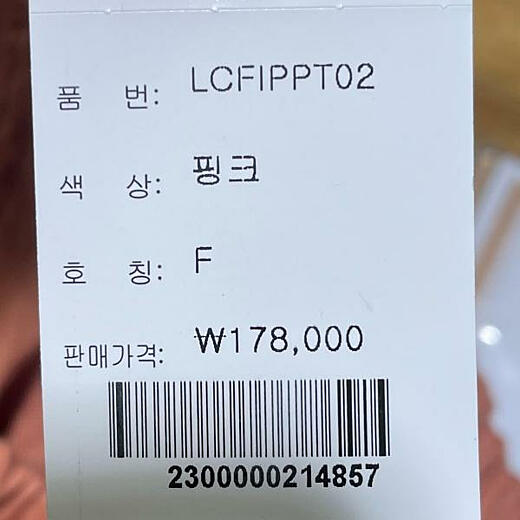 품 번: LCFIPPT02
색 상: 핑크
호 칭: F
판매가격: ₩178,000
2300000214857